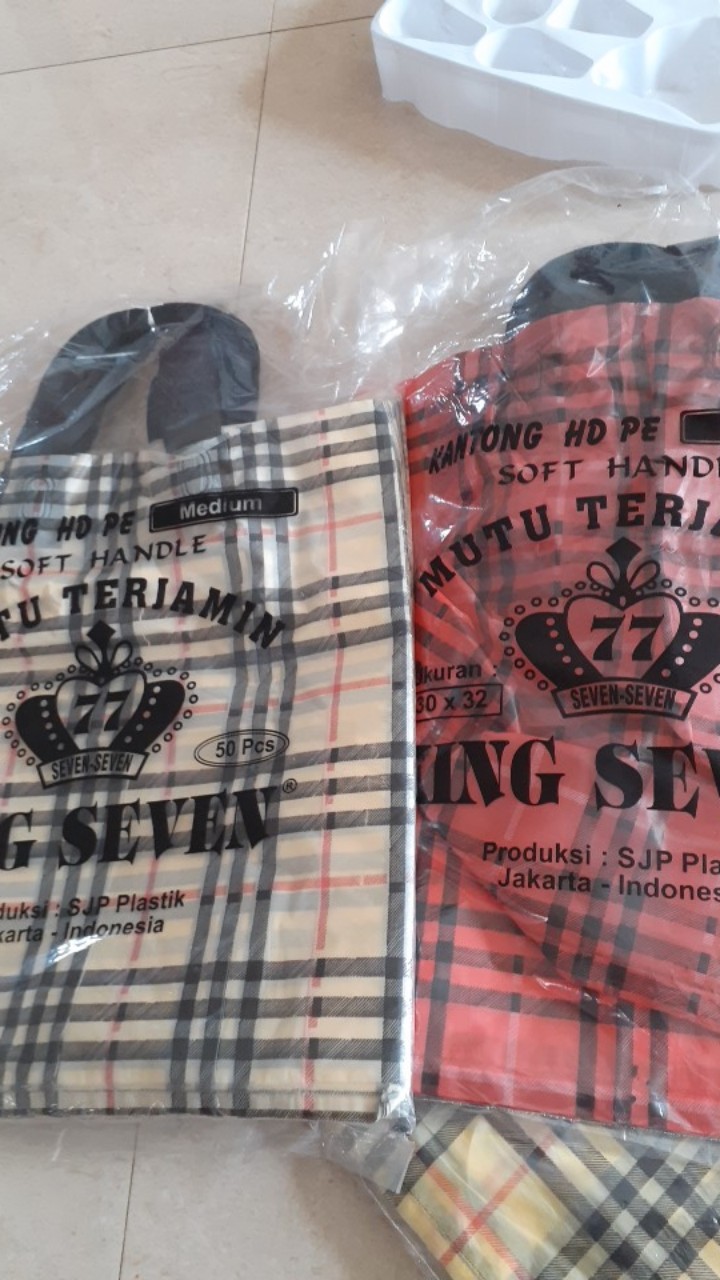 NG HD PE Medium
SOFT HANDLE
TU TERJAMIN
77
SEVEN-SEVEN
50 Pcs
G SEVEN®
duksi : SJP Plastik
karta - Indonesia
KANTONG HD PE
SOFT HANDL
MUTU TERJA
77
SEVEN-SEVEN
kuran :
30 x 32
KING SEV
Produksi : SJP Pla
Jakarta - Indones